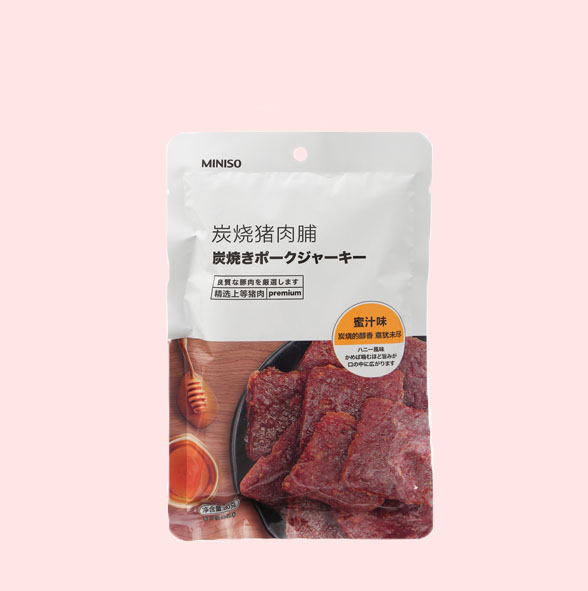 MINISO
炭烧猪肉脯
炭焼きポークジャーキー
良質な豚肉を厳選します
精选上等猪肉 premium
蜜汁味
炭烧的醇香 意犹未尽
ハニー風味
かめば噛むほど旨みが
口の中に広がります
净含量